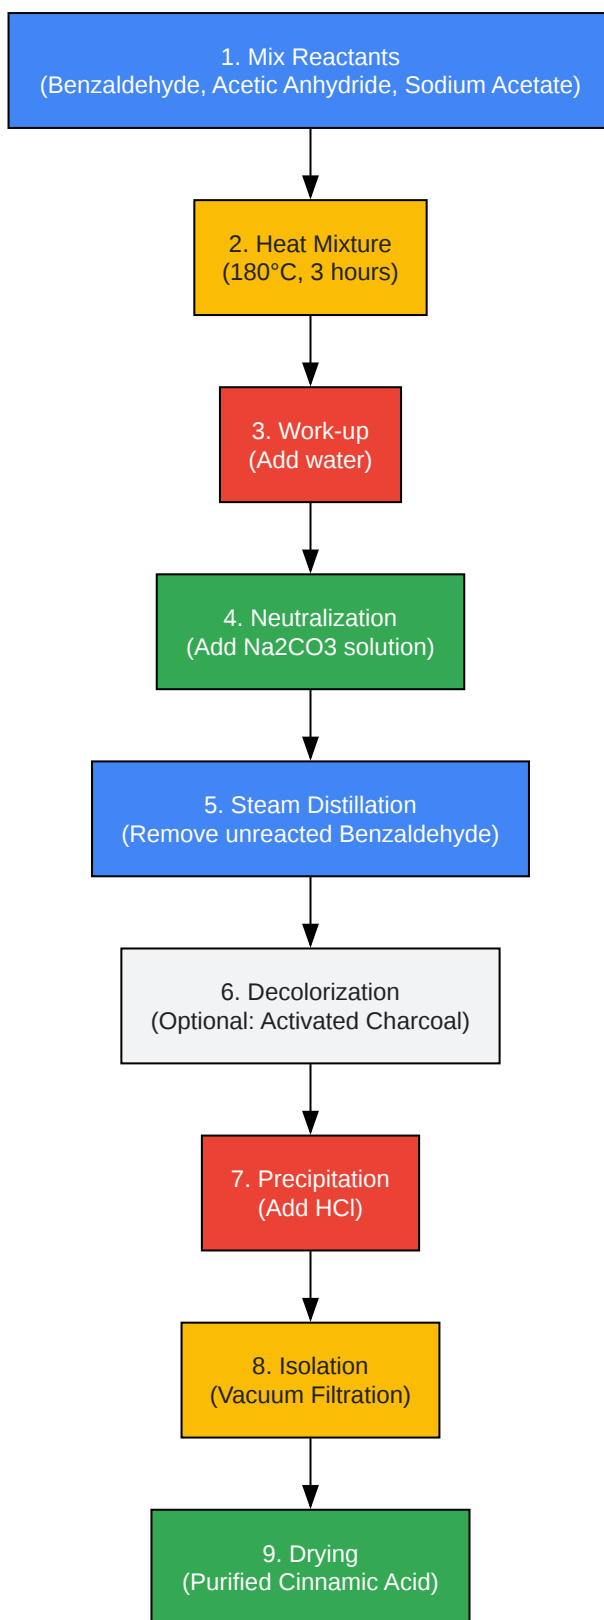 1. Mix Reactants
(Benzaldehyde, Acetic Anhydride, Sodium Acetate)
2. Heat Mixture
(180°C, 3 hours)
3. Work-up
(Add water)
4. Neutralization
(Add Na2CO3 solution)
5. Steam Distillation
(Remove unreacted Benzaldehyde)
6. Decolorization
(Optional: Activated Charcoal)
7. Precipitation
(Add HCl)
8. Isolation
(Vacuum Filtration)
9. Drying
(Purified Cinnamic Acid)